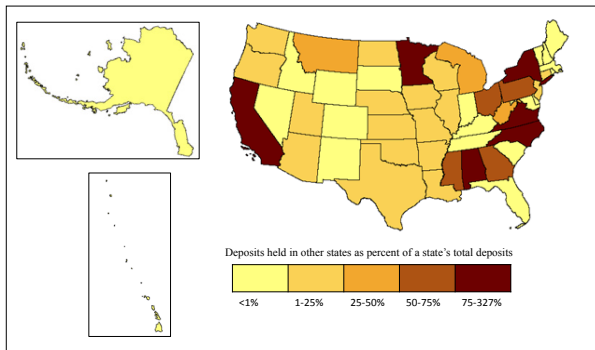 Deposits held in other states as percent of a state's total deposits
<1% 1-25% 25-50% 50-75% 75-327%